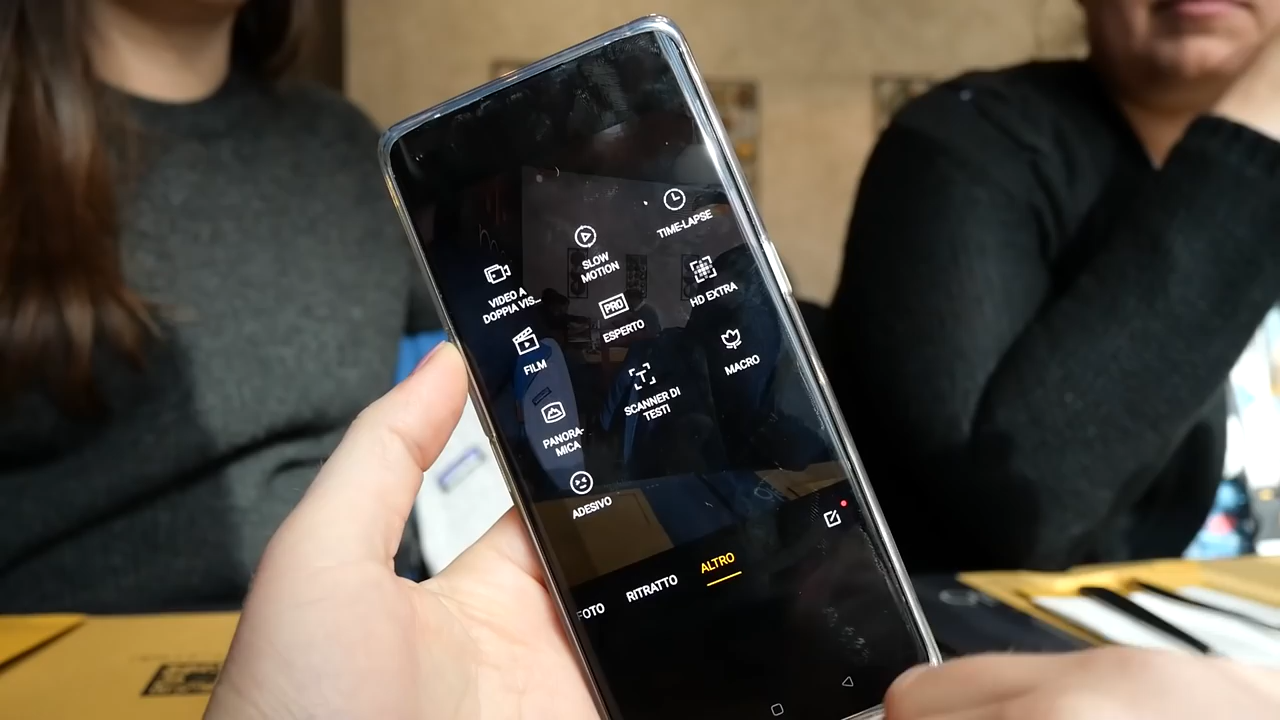 VIDEO A
DOPPIA VIS...
SLOW
MOTION
TIME-LAPSE
FILM
PRO
ESPERTO
HD EXTRA
PANORA-
MICA
T
SCANNER DI
TESTI
MACRO
ADESIVO
FOTO
RITRATTO
ALTRO